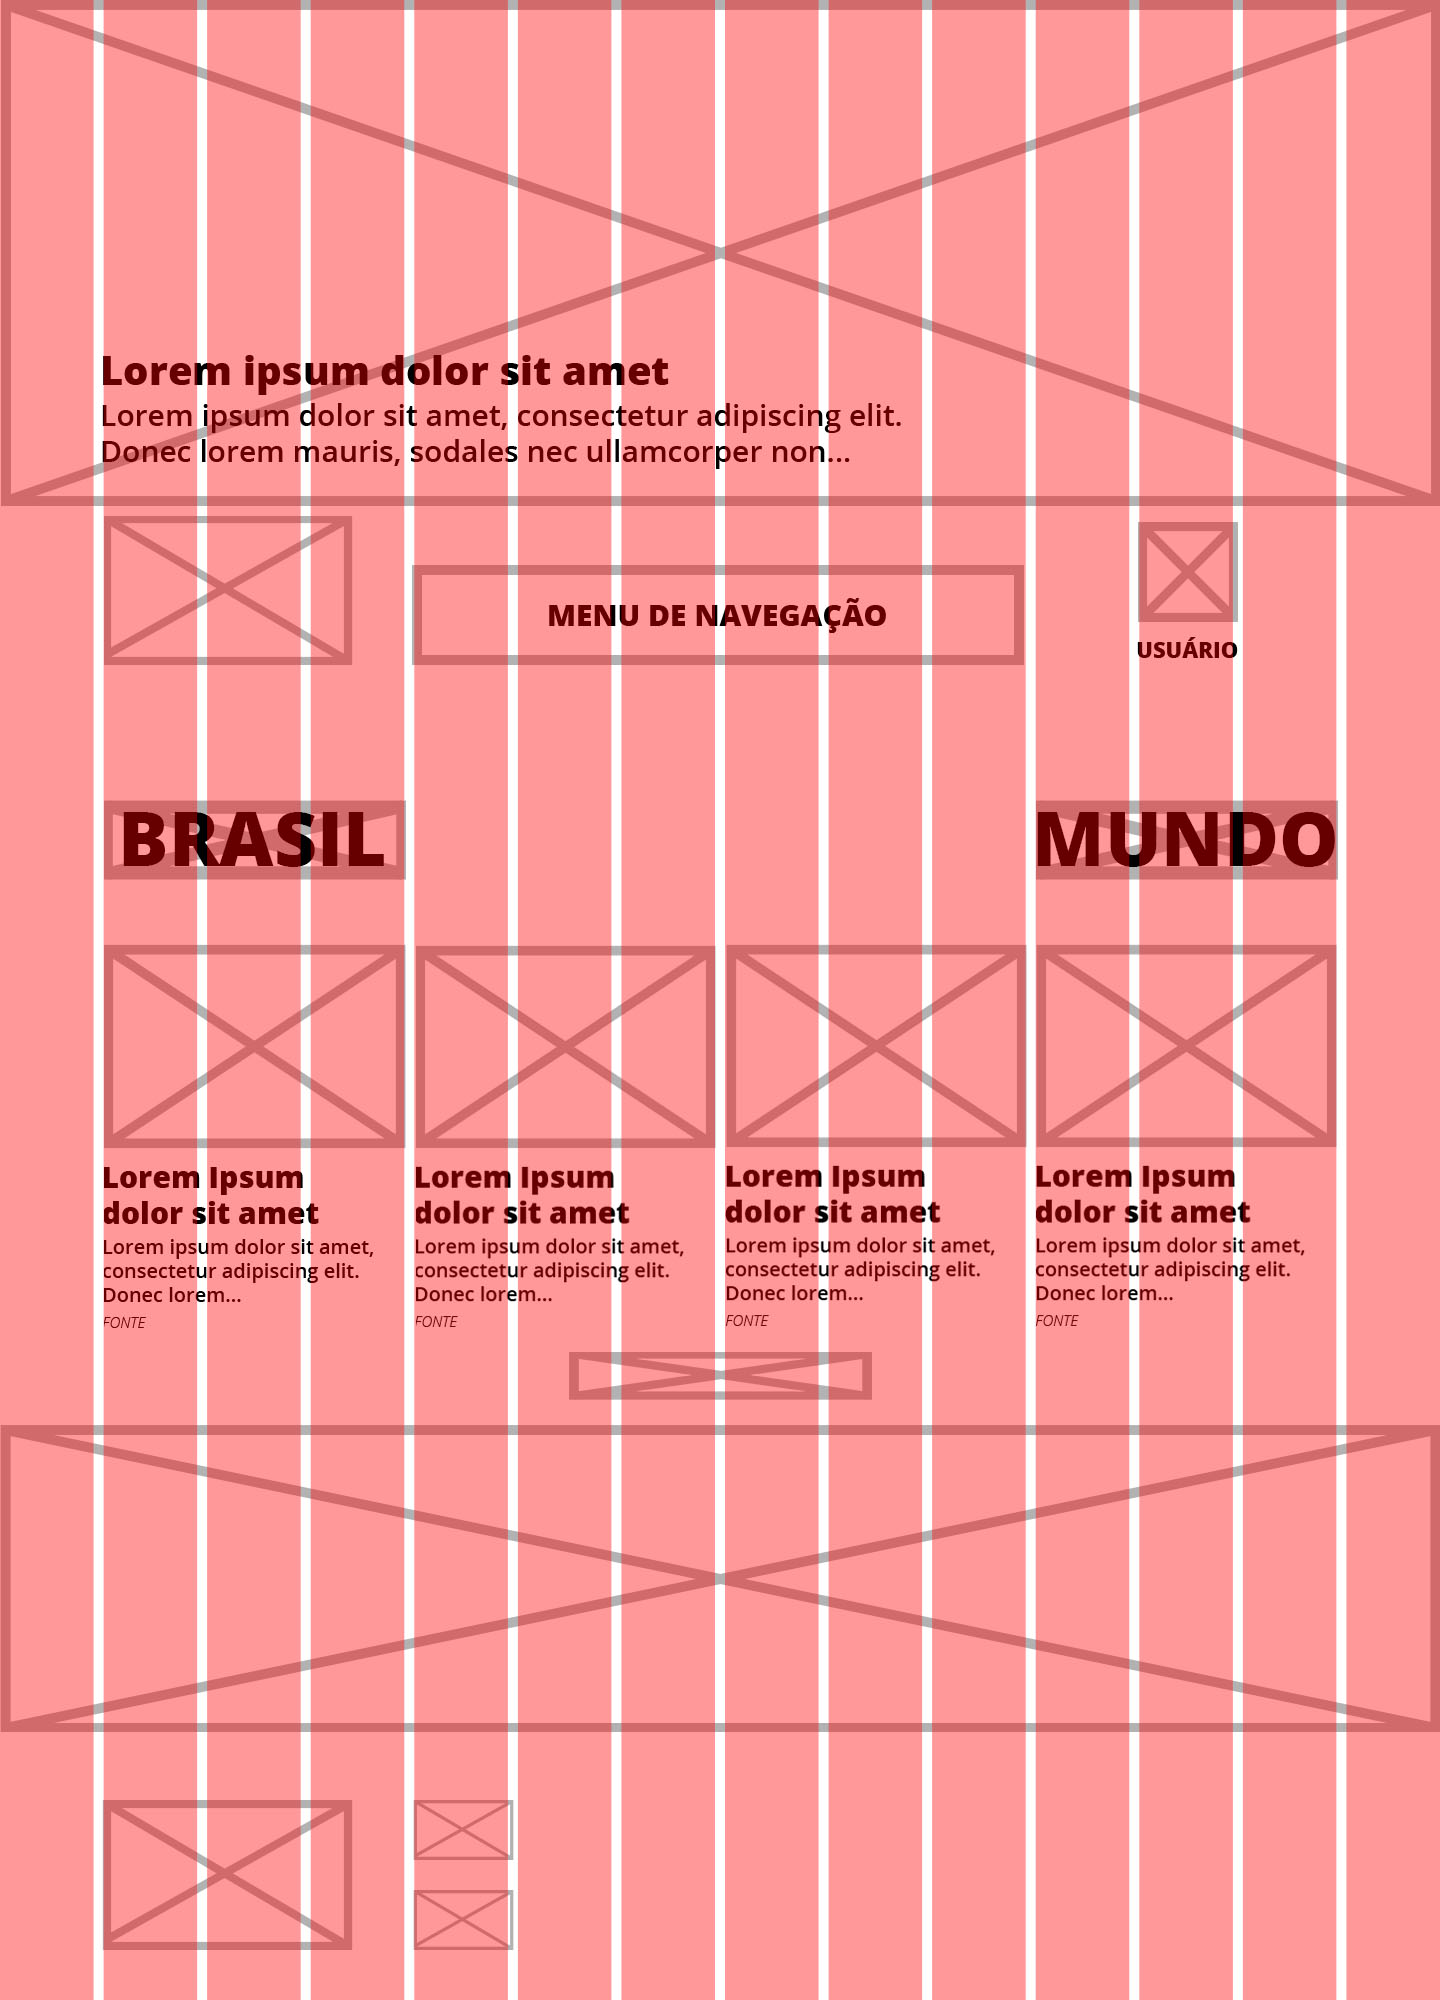 Lorem ipsum dolor sit amet
Lorem ipsum dolor sit amet, consectetur adipiscing elit.
Donec lorem mauris, sodales nec ullamcorper non...
MENU DE NAVEGAÇÃO
USUÁRIO
BRASIL
MUNDO
Lorem Ipsum
dolor sit amet
Lorem ipsum dolor sit amet,
consectetur adipiscing elit.
Donec lorem...
FONTE
Lorem Ipsum
dolor sit amet
Lorem ipsum dolor sit amet,
consectetur adipiscing elit.
Donec lorem...
FONTE
Lorem Ipsum
dolor sit amet
Lorem ipsum dolor sit amet,
consectetur adipiscing elit.
Donec lorem...
FONTE
Lorem Ipsum
dolor sit amet
Lorem ipsum dolor sit amet,
consectetur adipiscing elit.
Donec lorem...
FONTE